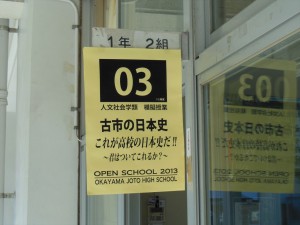 1年 2組
03
人文社会学類 模擬授業
古市の日本史
これが高校の日本史だ!!
～君はついてこれるか?～
OPEN SCHOOL 2013
OKAYAMA JOTO HIGH SCHOOL